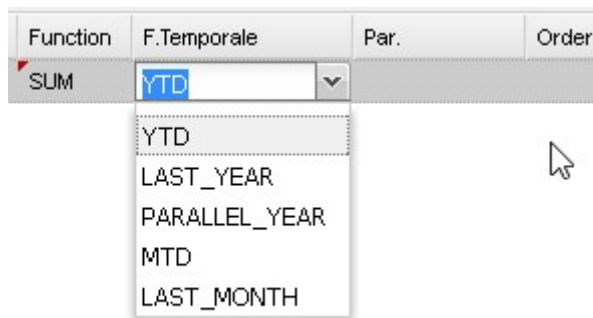 Function F.Temporale Par. Order
SUM YTD
YTD
LAST_YEAR
PARALLEL_YEAR
MTD
LAST_MONTH